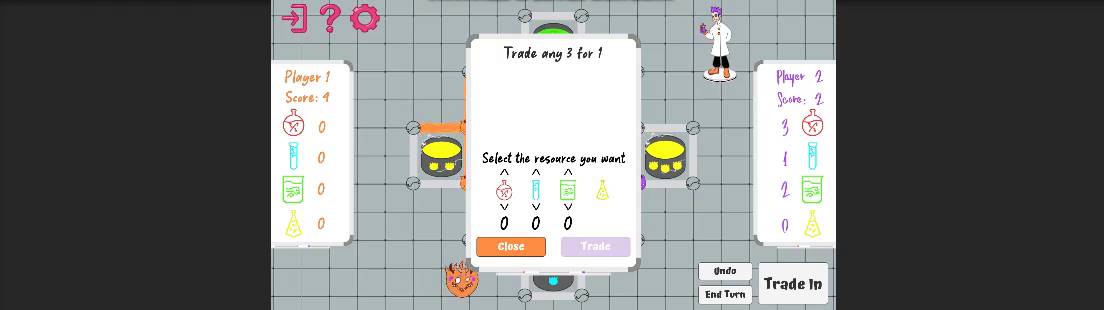 Trade any 3 for 1
Player 1
Score: 4
0
0
0
0
Player 2
Score: 2
3
1
2
0
Select the resource you want
0 0 0
Close
Trade
Undo
End Turn
Trade In